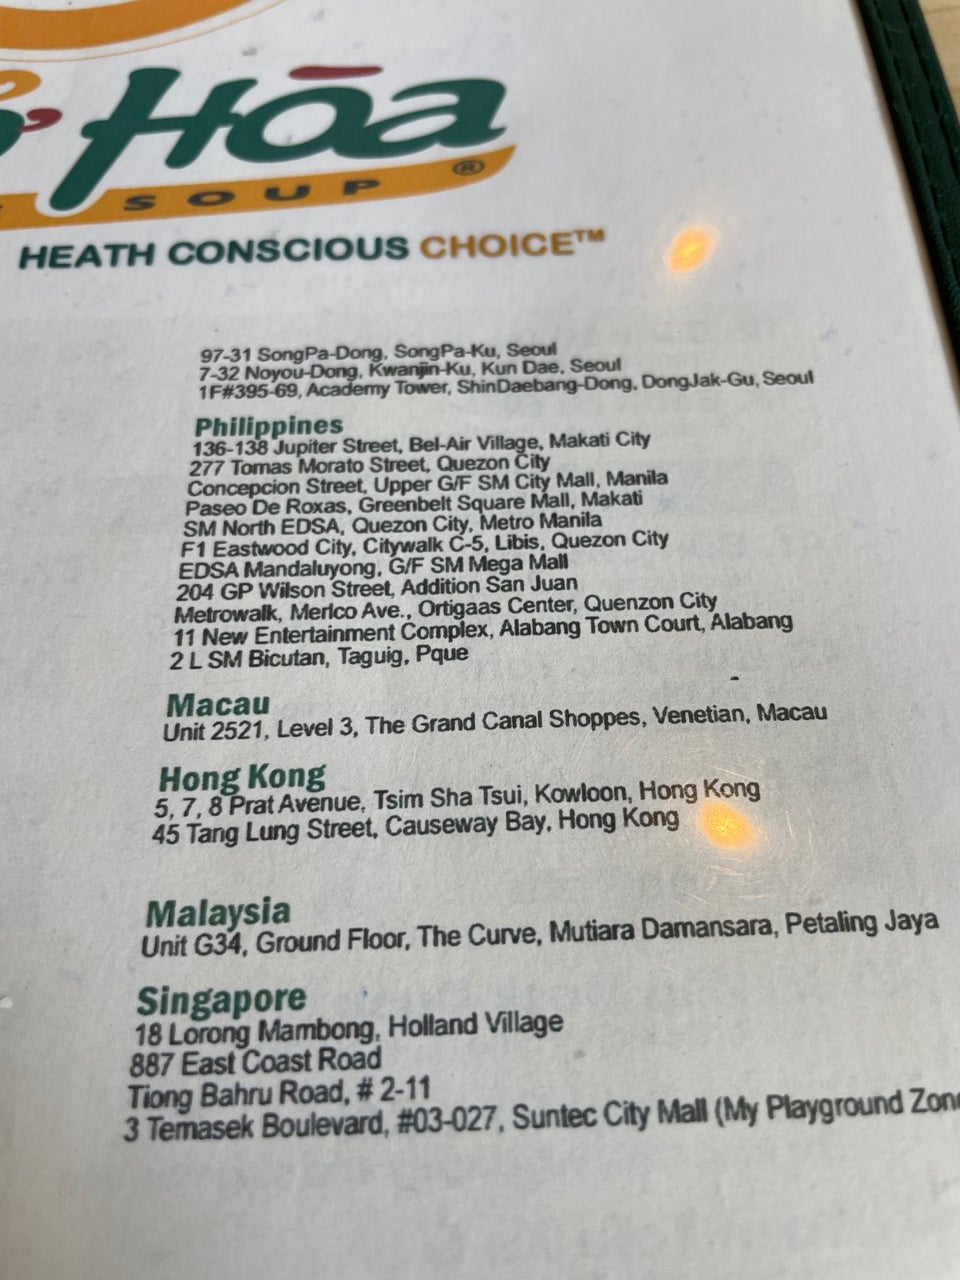 Hòa
SOUP ®
HEATH CONSCIOUS CHOICE™
97-31 SongPa-Dong, SongPa-Ku, Seoul
7-32 Noyou-Dong, Kwanjin-Ku, Kun Dae, Seoul
1F#395-69, Academy Tower, ShinDaebang-Dong, DongJak-Gu, Seoul
Philippines
136-138 Jupiter Street, Bel-Air Village, Makati City
277 Tomas Morato Street, Quezon City
Concepcion Street, Upper G/F SM City Mall, Manila
Paseo De Roxas, Greenbelt Square Mall, Makati
SM North EDSA, Quezon City, Metro Manila
F1 Eastwood City, Citywalk C-5, Libis, Quezon City
EDSA Mandaluyong, G/F SM Mega Mall
204 GP Wilson Street, Addition San Juan
Metrowalk, Merlco Ave., Ortigaas Center, Quenzon City
11 New Entertainment Complex, Alabang Town Court, Alabang
2 L SM Bicutan, Taguig, Pque
Macau
Unit 2521, Level 3, The Grand Canal Shoppes, Venetian, Macau
Hong Kong
5, 7, 8 Prat Avenue, Tsim Sha Tsui, Kowloon, Hong Kong
45 Tang Lung Street, Causeway Bay, Hong Kong
Malaysia
Unit G34, Ground Floor, The Curve, Mutiara Damansara, Petaling Jaya
Singapore
18 Lorong Mambong, Holland Village
887 East Coast Road
Tiong Bahru Road, # 2-11
3 Temasek Boulevard, #03-027, Suntec City Mall (My Playground